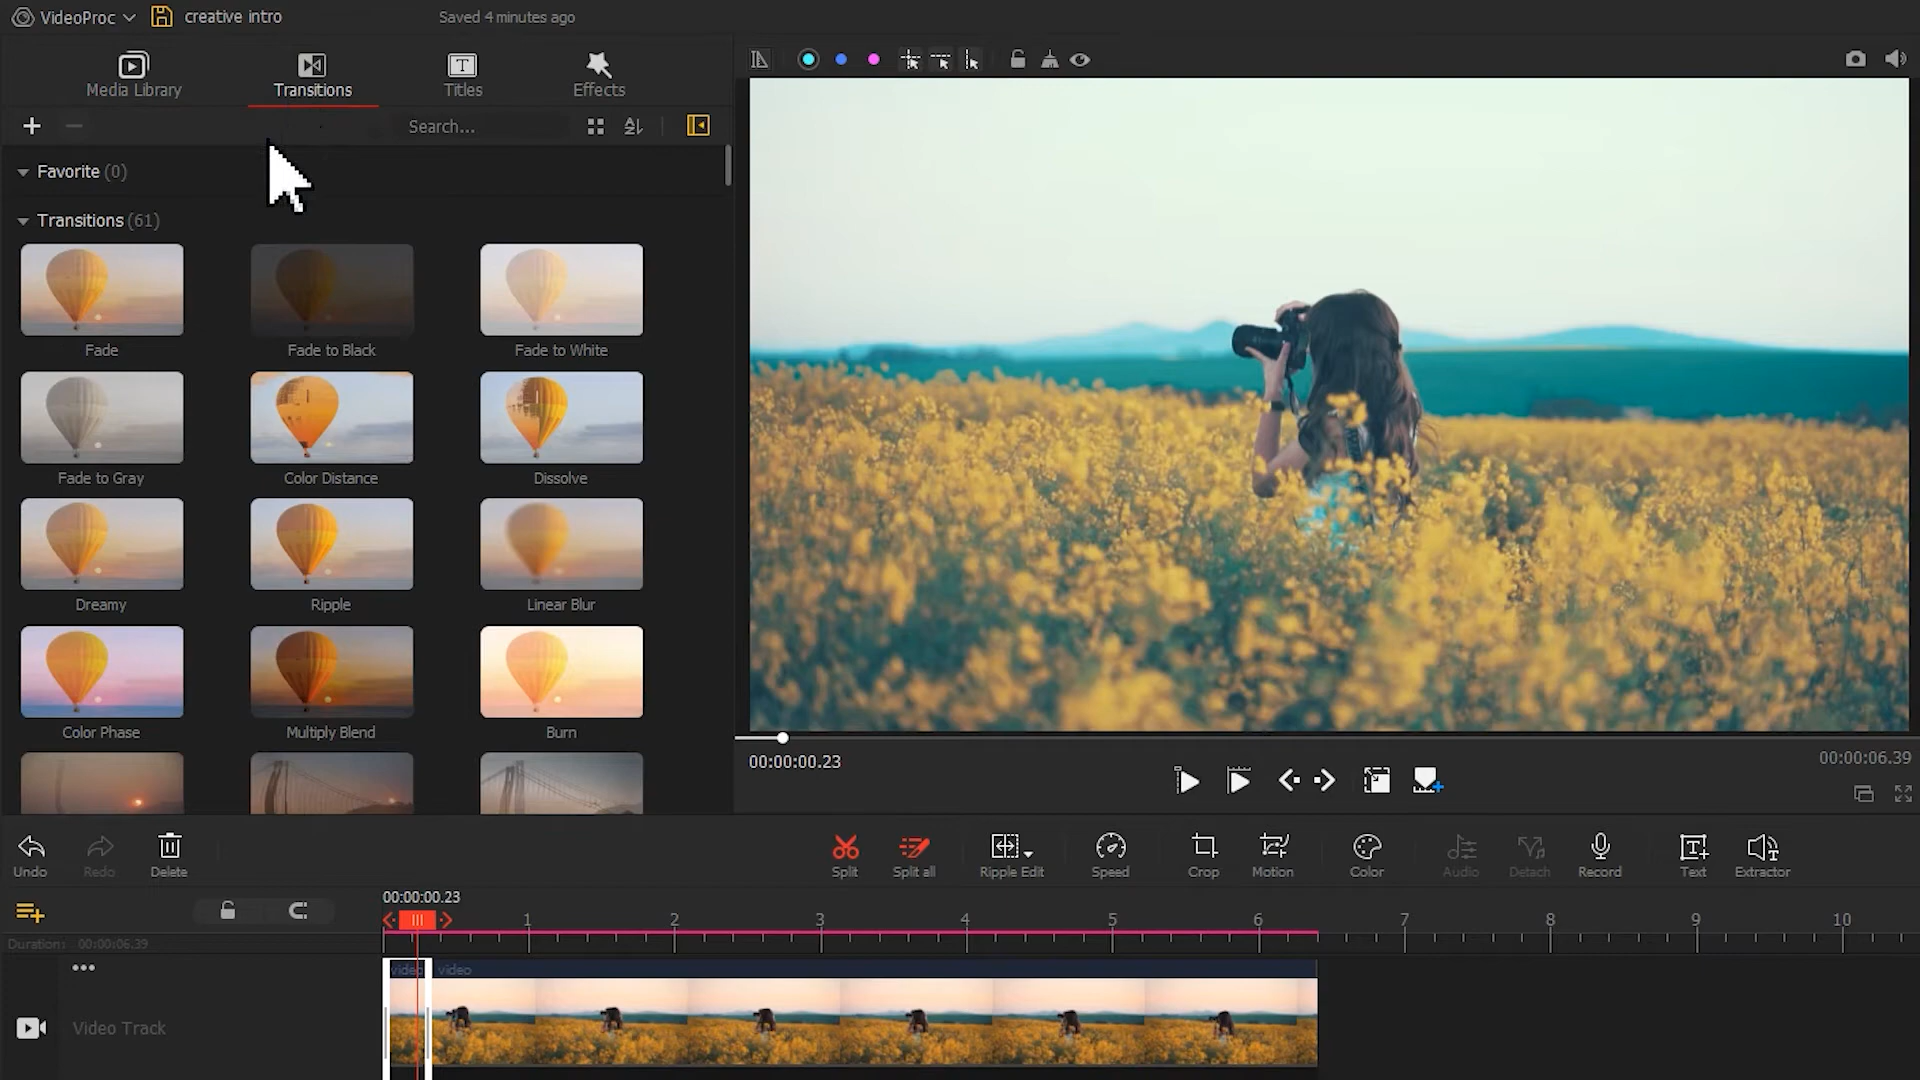 VideoProc
creative intro
Saved 4 minutes ago
Media Library
Transitions
Titles
Effects
Search...
Favorite (0)
Transitions (61)
Fade
Fade to Black
Fade to White
Fade to Gray
Color Distance
Dissolve
Dreamy
Ripple
Linear Blur
Color Phase
Multiply Blend
Burn
00:00:00.23
00:00:06.39
Undo
Redo
Delete
Split
Split all
Ripple Edit
Speed
Crop
Motion
Color
Audio
Detach
Record
Text
Extractor
00:00:00.23
1 2 3 4 5 6 7 8 9 10
Duration: 00:00:06.39
video
video
Video Track